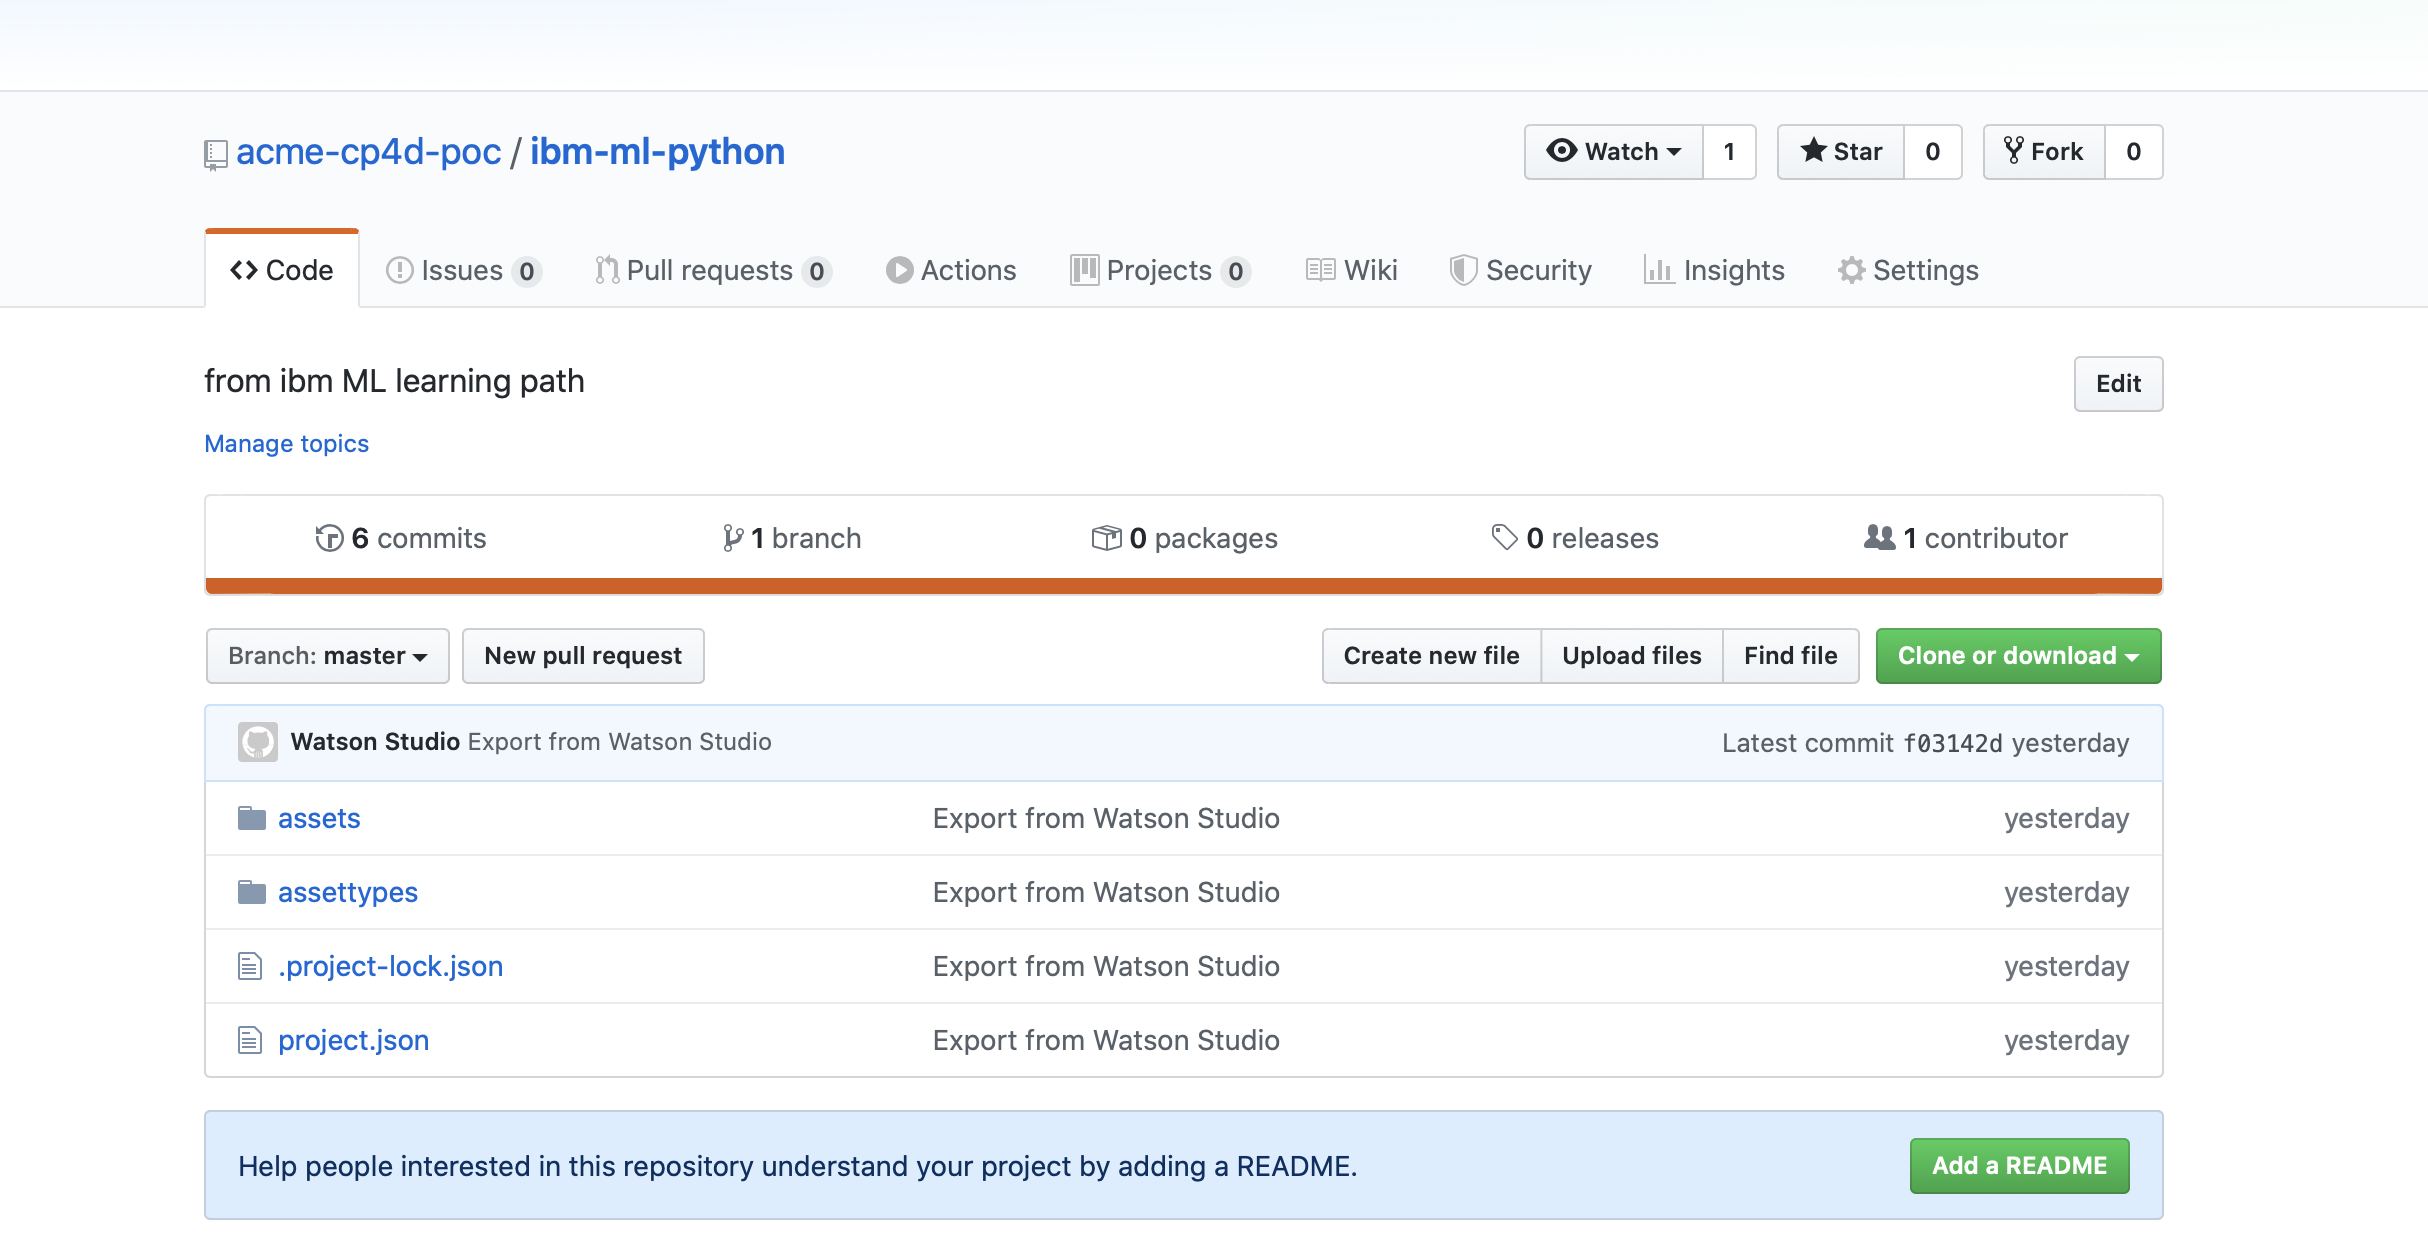 acme-cp4d-poc / ibm-ml-python
Watch 1 Star 0 Fork 0
Code Issues 0 Pull requests 0 Actions Projects 0 Wiki Security Insights Settings
from ibm ML learning path
Edit
Manage topics
6 commits 1 branch 0 packages 0 releases 1 contributor
Branch: master New pull request Create new file Upload files Find file Clone or download
Watson Studio Export from Watson Studio Latest commit f03142d yesterday
assets Export from Watson Studio yesterday
assettypes Export from Watson Studio yesterday
.project-lock.json Export from Watson Studio yesterday
project.json Export from Watson Studio yesterday
Help people interested in this repository understand your project by adding a README. Add a README